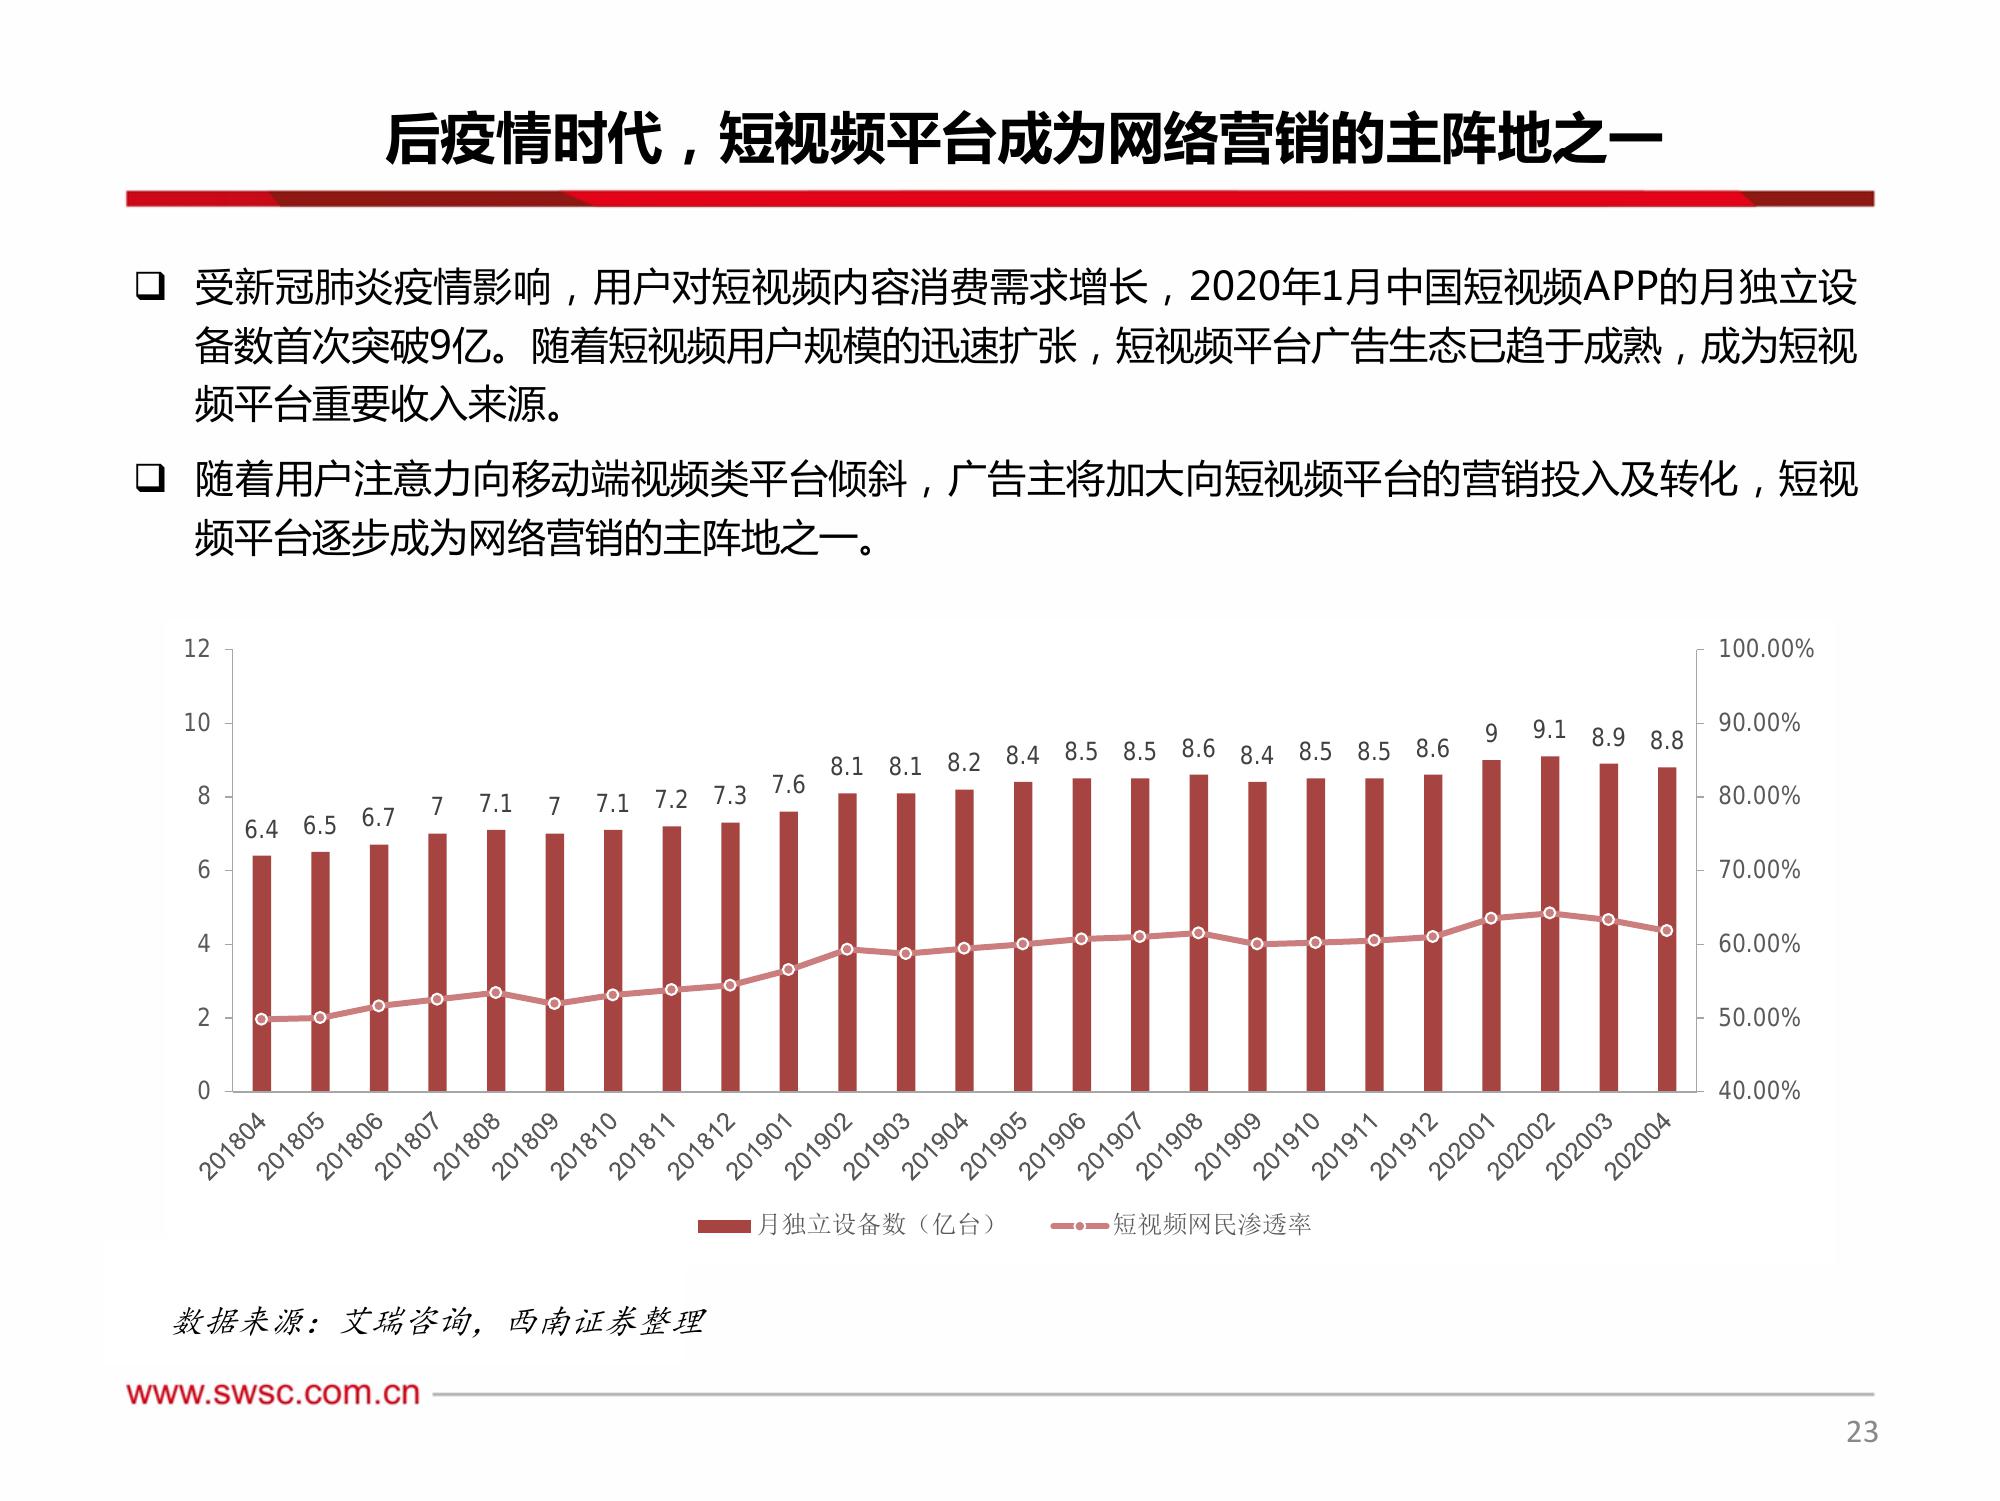 后疫情时代，短视频平台成为网络营销的主阵地之一
❑ 受新冠肺炎疫情影响，用户对短视频内容消费需求增长，2020年1月中国短视频APP的月独立设
备数首次突破9亿。随着短视频用户规模的迅速扩张，短视频平台广告生态已趋于成熟，成为短视
频平台重要收入来源。
❑ 随着用户注意力向移动端视频类平台倾斜，广告主将加大向短视频平台的营销投入及转化，短视
频平台逐步成为网络营销的主阵地之一。
12
10
8
6
4
2
0
6.4 6.5 6.7 7 7.1 7 7.1 7.2 7.3 7.6 8.1 8.1 8.2 8.4 8.5 8.5 8.6 8.4 8.5 8.5 8.6 9 9.1 8.9 8.8
100.00%
90.00%
80.00%
70.00%
60.00%
50.00%
40.00%
201804 201805 201806 201807 201808 201809 201810 201811 201812 201901 201902 201903 201904 201905 201906 201907 201908 201909 201910 201911 201912 202001 202002 202003 202004
月独立设备数（亿台） 短视频网民渗透率
数据来源：艾瑞咨询，西南证券整理
www.swsc.com.cn
23